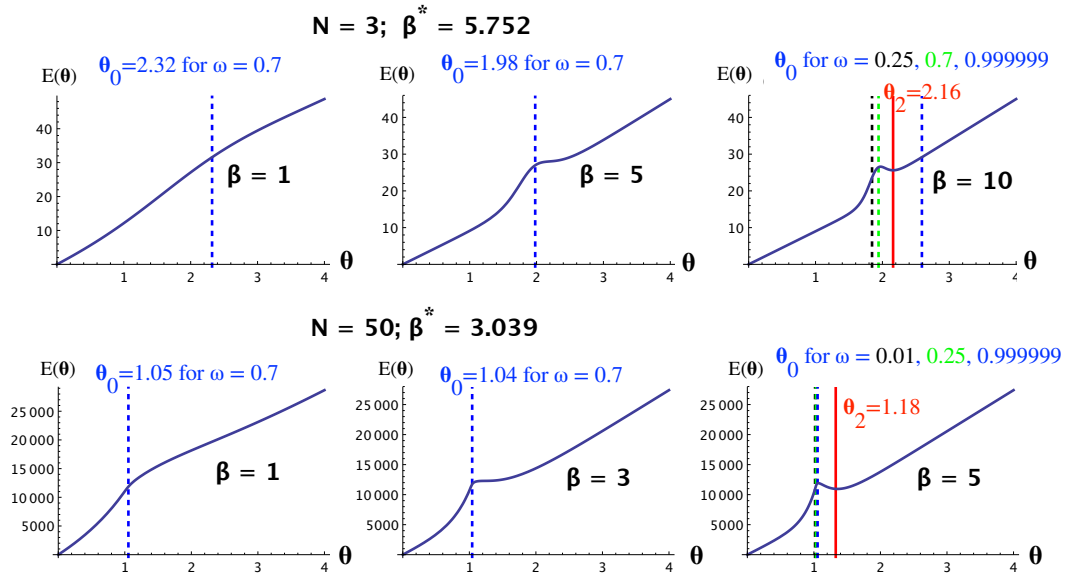 N = 3; β* = 5.752
E(θ) θ0=2.32 for ω = 0.7
40
30
20
10
β = 1
1 2 3 4 θ
E(θ) θ0=1.98 for ω = 0.7
40
30
20
10
β = 5
1 2 3 4 θ
E(θ) θ0 for ω = 0.25, 0.7, 0.999999
θ2=2.16
40
30
20
10
β = 10
1 2 3 4 θ
N = 50; β* = 3.039
E(θ) θ0=1.05 for ω = 0.7
25 000
20 000
15 000
10 000
5000
β = 1
1 2 3 4 θ
E(θ) θ0=1.04 for ω = 0.7
25 000
20 000
15 000
10 000
5000
β = 3
1 2 3 4 θ
E(θ) θ0 for ω = 0.01, 0.25, 0.999999
θ2=1.18
25 000
20 000
15 000
10 000
5000
β = 5
1 2 3 4 θ